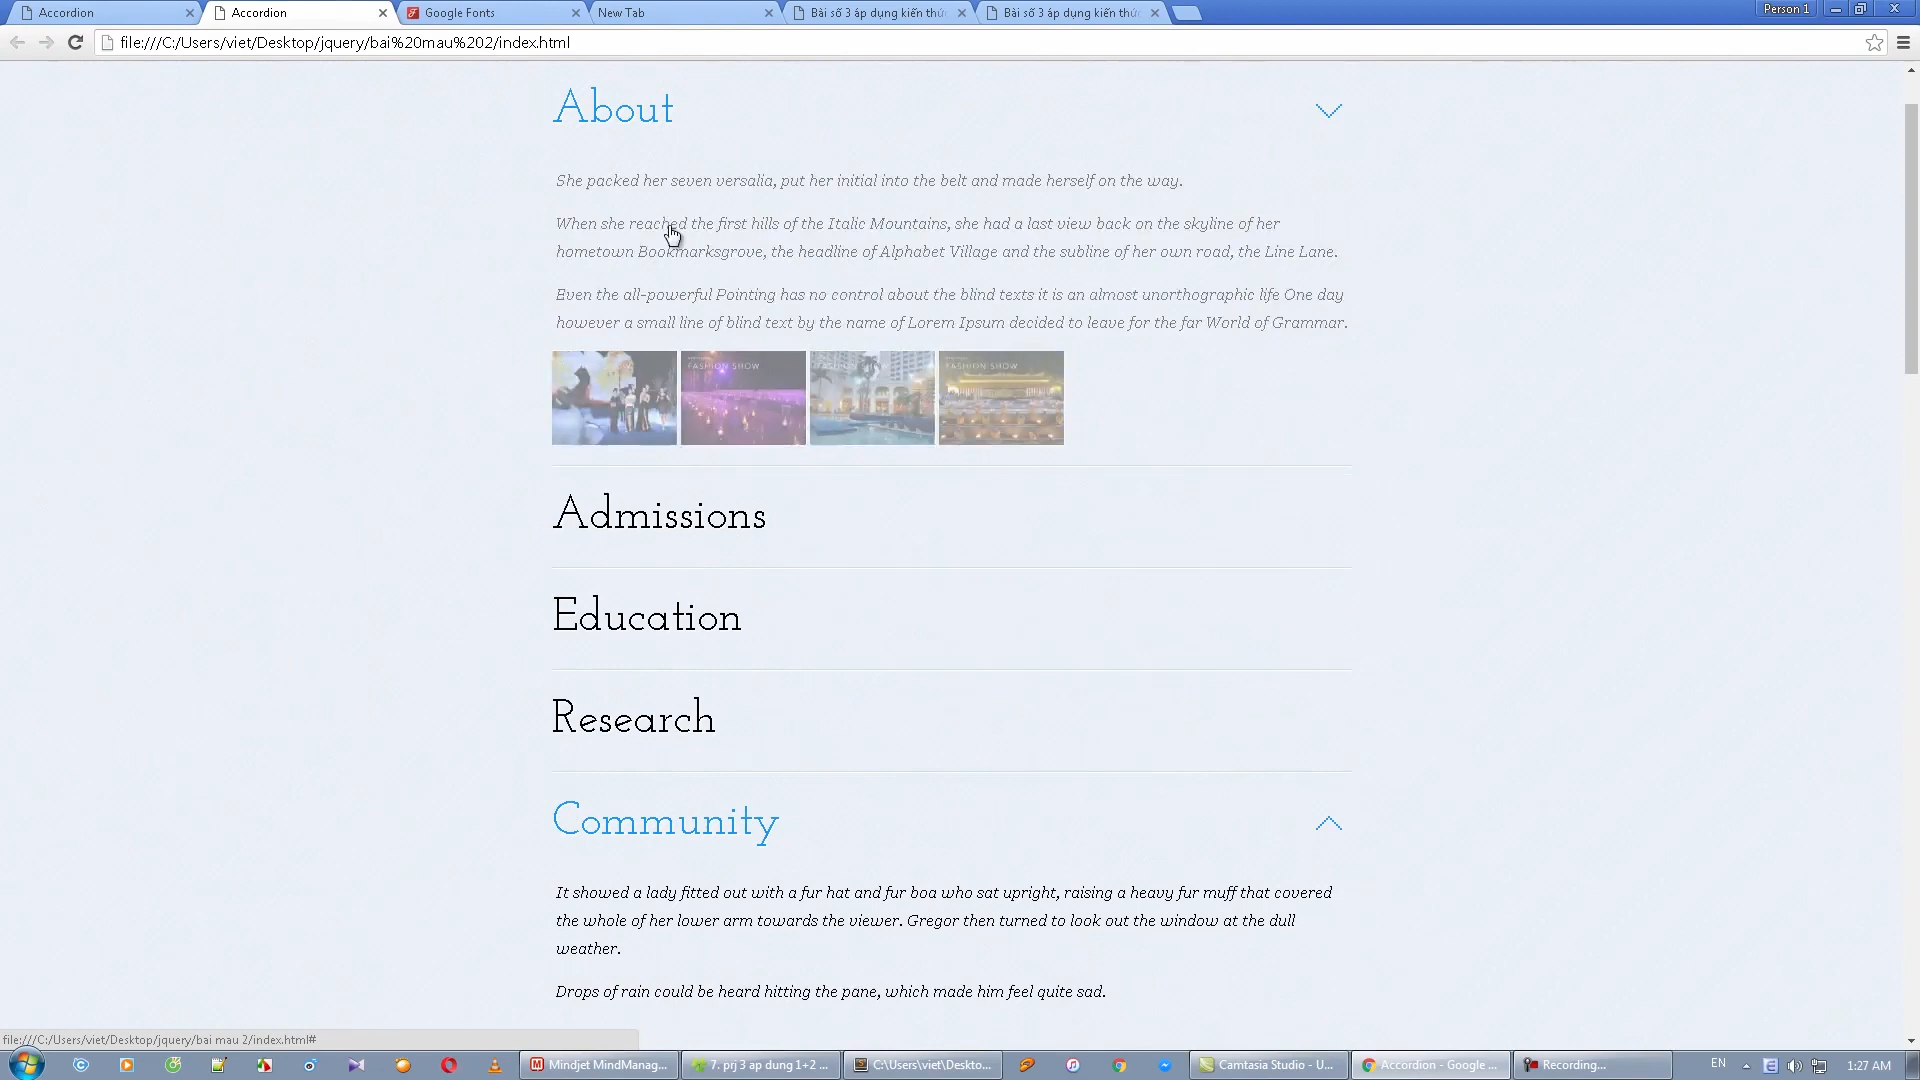 Accordion
Accordion
Google Fonts
New Tab
Bài số 3 áp dụng kiến thức
Bài số 3 áp dụng kiến thức
Person 1
file:///C:/Users/viet/Desktop/jquery/bai%20mau%202/index.html
About
She packed her seven versalia, put her initial into the belt and made herself on the way.
When she reached the first hills of the Italic Mountains, she had a last view back on the skyline of her
hometown Bookmarksgrove, the headline of Alphabet Village and the subline of her own road, the Line Lane.
Even the all-powerful Pointing has no control about the blind texts it is an almost unorthographic life One day
however a small line of blind text by the name of Lorem Ipsum decided to leave for the far World of Grammar.
FASHION SHOW
FASHION SHOW
Admissions
Education
Research
Community
It showed a lady fitted out with a fur hat and fur boa who sat upright, raising a heavy fur muff that covered
the whole of her lower arm towards the viewer. Gregor then turned to look out the window at the dull
weather.
Drops of rain could be heard hitting the pane, which made him feel quite sad.
file:///C:/Users/viet/Desktop/jquery/bai mau 2/index.html#
Mindjet MindManag...
7. prj 3 ap dung 1+2 ...
C:\Users\viet\Deskto...
Camtasia Studio - U...
Accordion - Google ...
Recording...
EN
1:27 AM